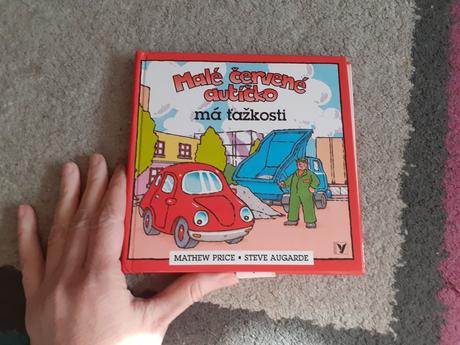 Malé červené
autíčko
má ťažkosti
MATHEW PRICE • STEVE AUGARDE